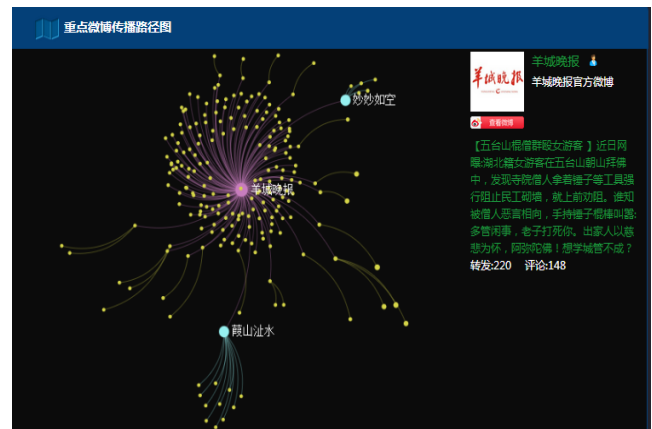 重点微博传播路径图
妙妙如空
羊城晚报
葭山沚水
羊城晚报
羊城晚报
羊城晚报官方微博
查看微博
【五台山棍僧群殴女游客 】近日网
曝:湖北籍女游客在五台山朝山拜佛
中，发现寺院僧人拿着锤子等工具强
行阻止民工砌墙，就上前劝阻。谁知
被僧人恶言相向，手持锤子棍棒叫嚣:
多管闲事，老子打死你。出家人以慈
悲为怀，阿弥陀佛！想学城管不成？
转发:220 评论:148